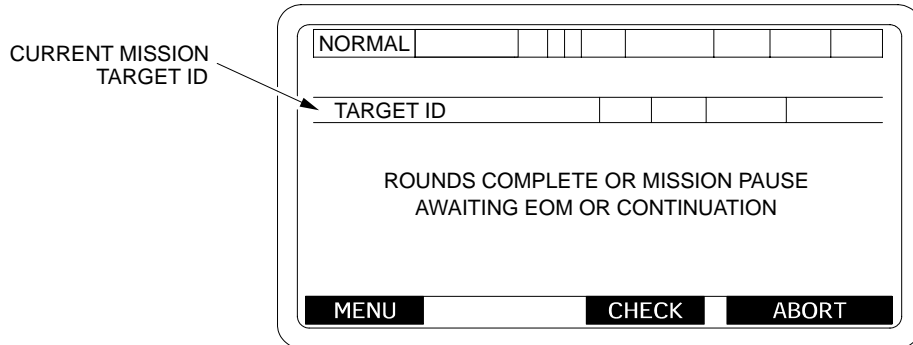 CURRENT MISSION
TARGET ID
NORMAL
TARGET ID
ROUNDS COMPLETE OR MISSION PAUSE
AWAITING EOM OR CONTINUATION
MENU CHECK ABORT